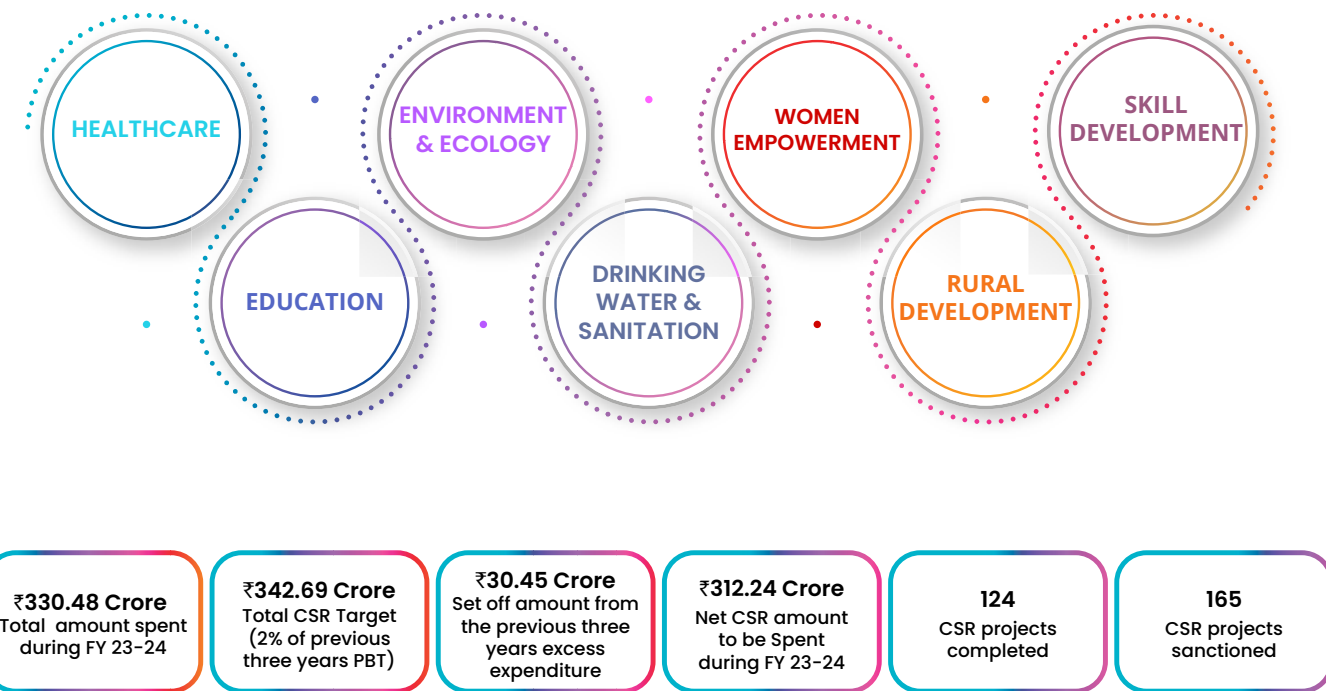 HEALTHCARE
ENVIRONMENT
& ECOLOGY
WOMEN
EMPOWERMENT
SKILL
DEVELOPMENT
EDUCATION
DRINKING
WATER &
SANITATION
RURAL
DEVELOPMENT
₹330.48 Crore
Total amount spent
during FY 23-24
₹342.69 Crore
Total CSR Target
(2% of previous
three years PBT)
₹30.45 Crore
Set off amount from
the previous three
years excess
expenditure
₹312.24 Crore
Net CSR amount
to be Spent
during FY 23-24
124
CSR projects
completed
165
CSR projects
sanctioned